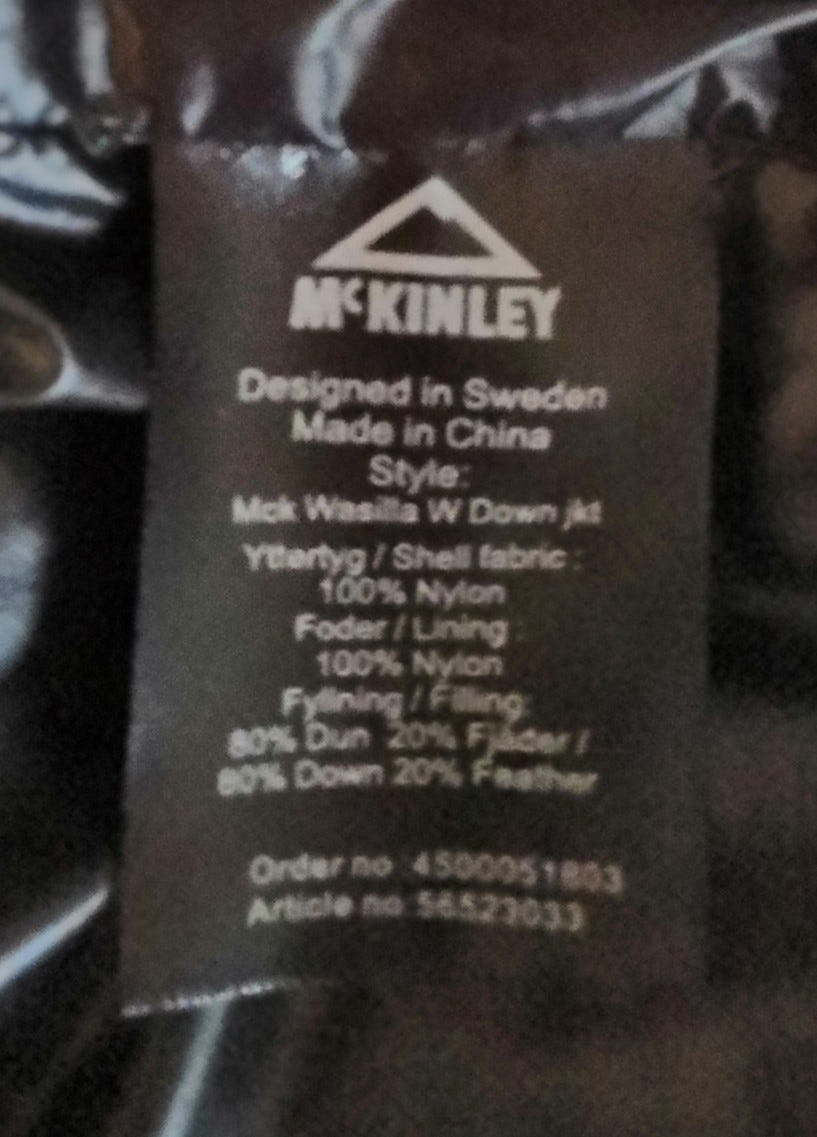 McKINLEY
Designed in Sweden
Made in China
Style:
Mck Wasilla W Down jkt
Yttertyg / Shell fabric :
100% Nylon
Foder / Lining :
100% Nylon
Fyllning / Filling:
80% Dun 20% Fjäder /
80% Down 20% Feather
Order no 4500051803
Article no 56523033